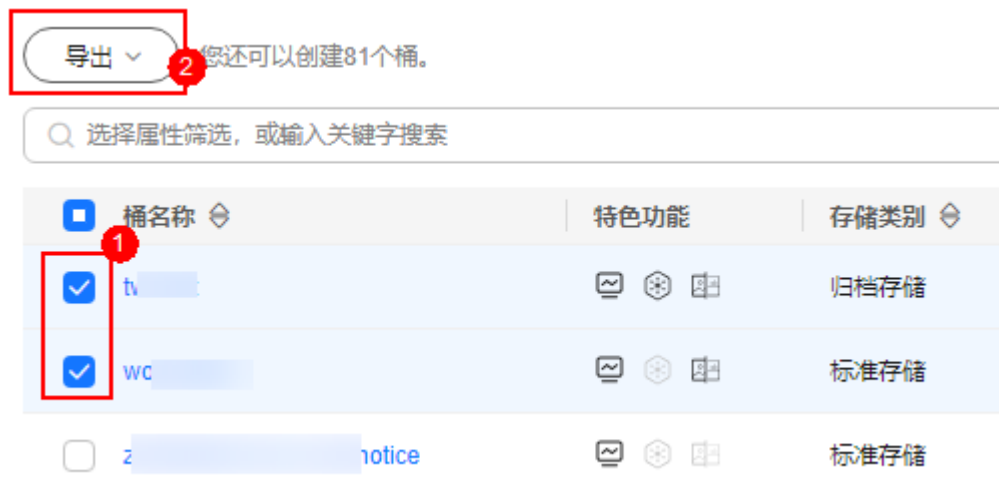 导出
2
您还可以创建81个桶。
选择属性筛选，或输入关键字搜索
桶名称 特色功能 存储类别
1
归档存储
标准存储
notice 标准存储